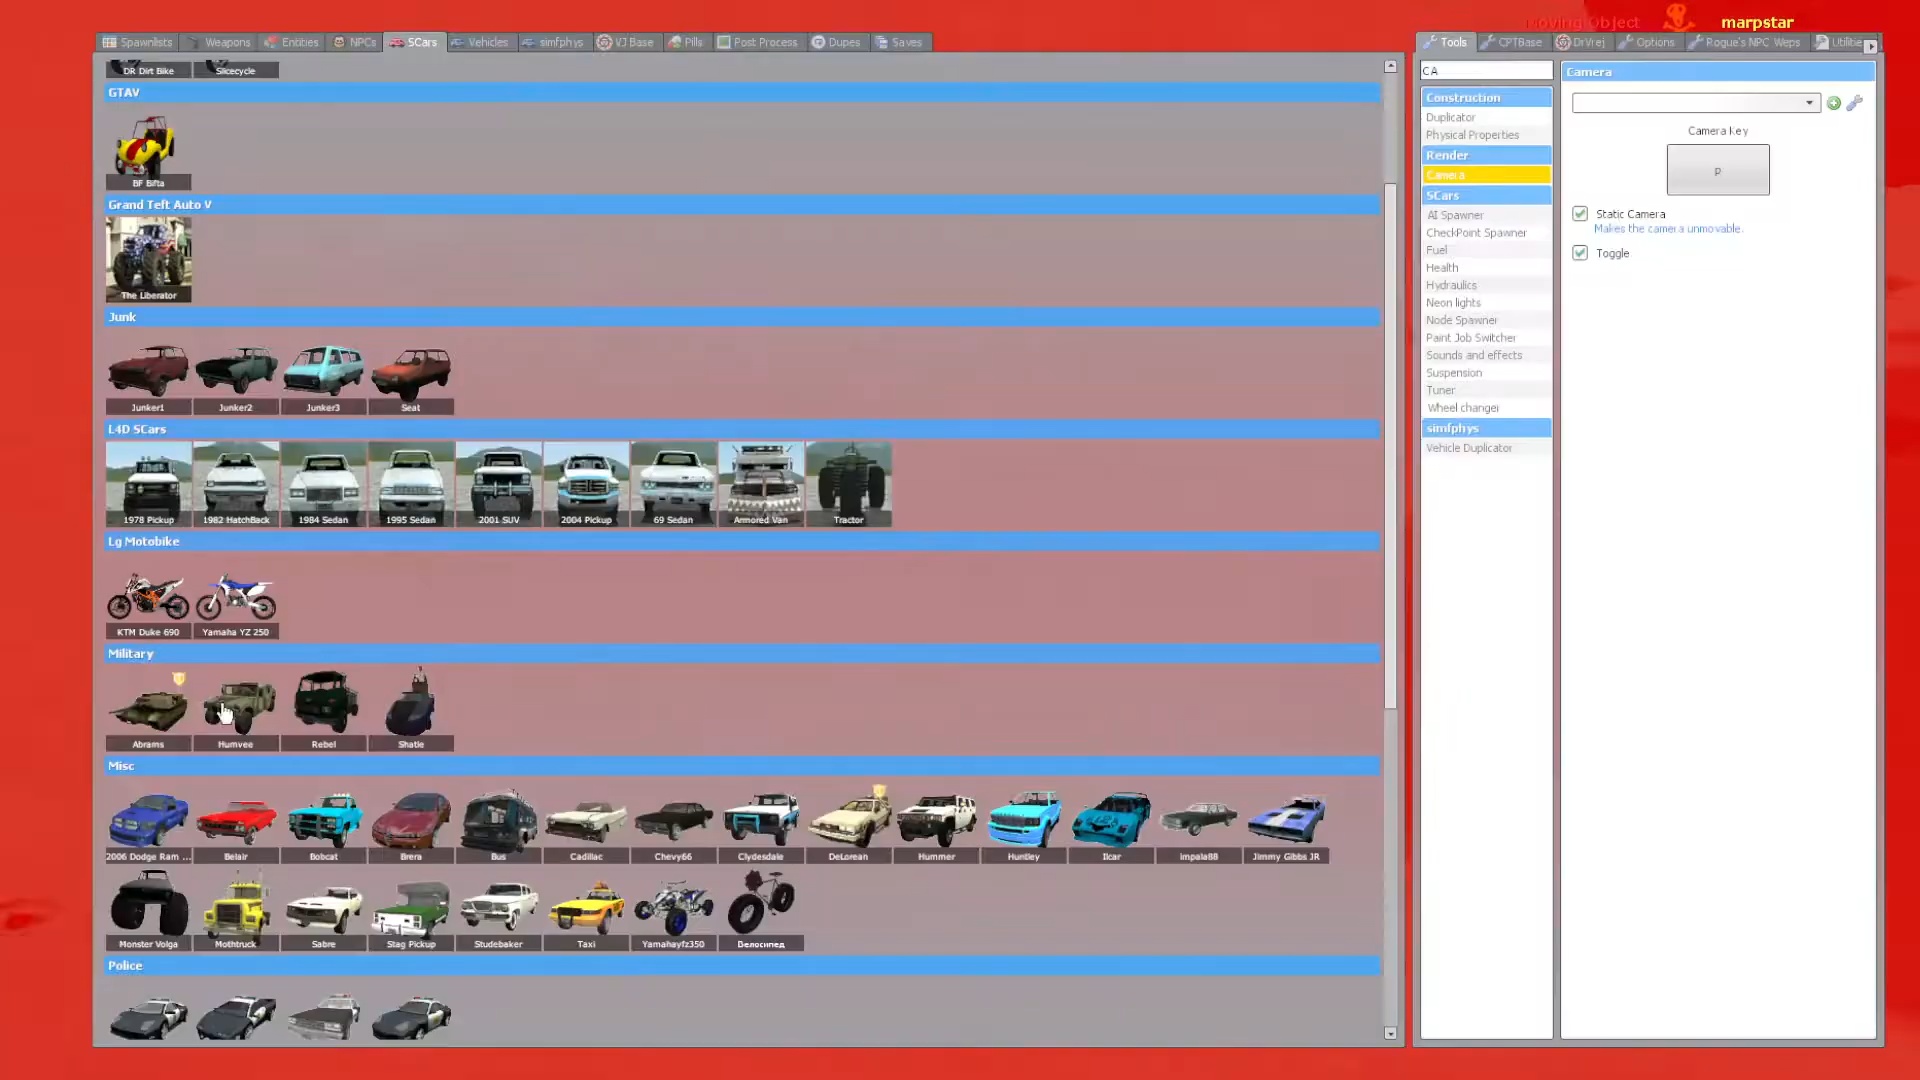 Moving Object marpstar
Spawnlists Weapons Entities NPCs SCars Vehicles simfphys VJ Base Pills Post Process Dupes Saves
Tools CPTBase DrVrej Options Rogue's NPC Weps Utilitie
DR Dirt Bike Slicecycle
GTAV
BF Bifta
Grand Teft Auto V
The Liberator
Junk
Junker1 Junker2 Junker3 Seat
L4D SCars
1978 Pickup 1982 HatchBack 1984 Sedan 1995 Sedan 2001 SUV 2004 Pickup 69 Sedan Armored Van Tractor
Lg Motobike
KTM Duke 690 Yamaha YZ 250
Military
Abrams Humvee Rebel Shatle
Misc
2006 Dodge Ram ... Belair Bobcat Brera Bus Cadillac Chevy66 Clydesdale DeLorean Hummer Huntley Ilcar impala88 Jimmy Gibbs JR
Monster Volga Mothtruck Sabre Stag Pickup Studebaker Taxi Yamahayfz350 Велосипед
Police
CA
Construction
Duplicator
Physical Properties
Render
Camera
SCars
AI Spawner
CheckPoint Spawner
Fuel
Health
Hydraulics
Neon lights
Node Spawner
Paint Job Switcher
Sounds and effects
Suspension
Tuner
Wheel changer
simfphys
Vehicle Duplicator
Camera
Camera Key
P
Static Camera
Makes the camera unmovable.
Toggle